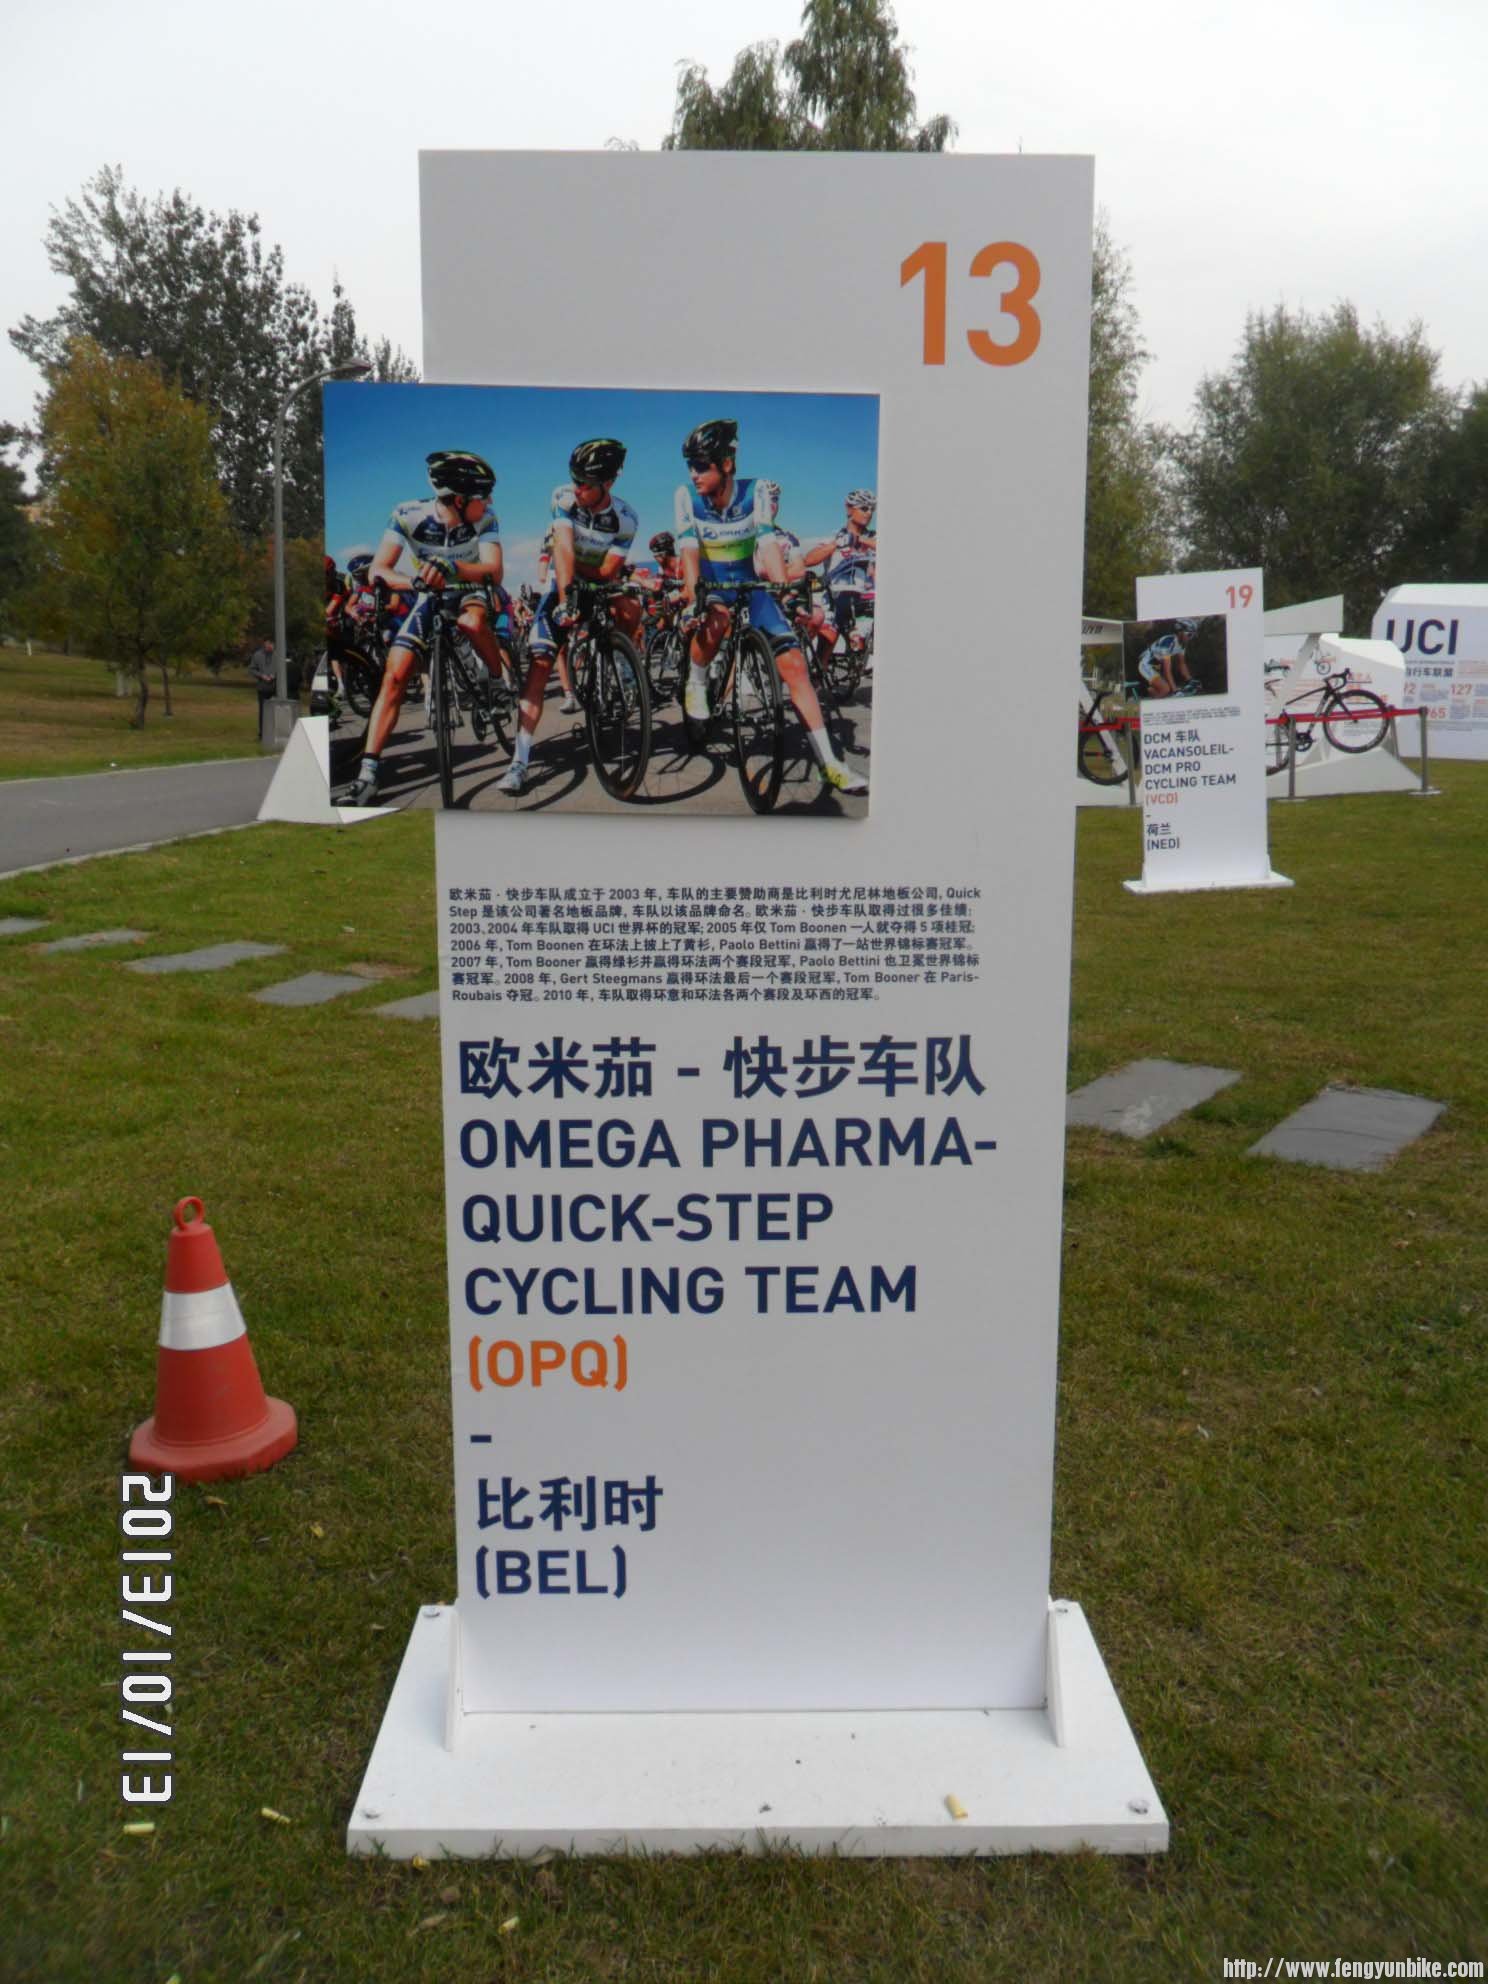 13
欧米茄 · 快步车队成立于 2003 年, 车队的主要赞助商是比利时尤尼林地板公司, Quick
Step 是该公司著名地板品牌, 车队以该品牌命名。欧米茄 · 快步车队取得过很多佳绩:
2003、2004 年车队取得 UCI 世界杯的冠军; 2005 年仅 Tom Boonen 一人就夺得 5 项桂冠;
2006 年, Tom Boonen 在环法上披上了黄衫, Paolo Bettini 赢得了一站世界锦标赛冠军。
2007 年, Tom Booner 赢得绿衫并赢得环法两个赛段冠军, Paolo Bettini 也卫冕世界锦标
赛冠军。2008 年, Gert Steegmans 赢得环法最后一个赛段冠军, Tom Booner 在 Paris-
Roubais 夺冠。2010 年, 车队取得环意和环法各两个赛段及环西的冠军。
欧米茄 - 快步车队
OMEGA PHARMA-
QUICK-STEP
CYCLING TEAM
(OPQ)
-
比利时
(BEL)
19
DCM 车队
VACANSOLEIL-
DCM PRO
CYCLING TEAM
(VCD)
-
荷兰
(NED)
UCI
自行车联盟
127
65
2013/10/13
http://www.fengyunbike.com